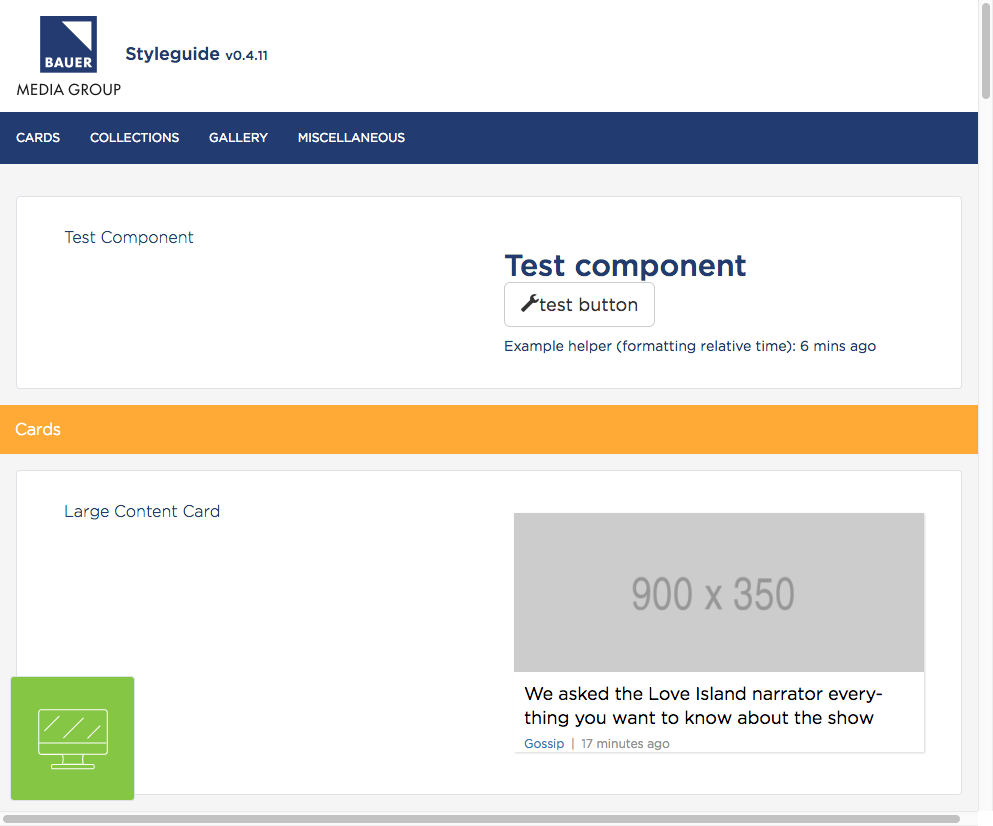 BAUER
MEDIA GROUP
Styleguide v0.4.11
CARDS COLLECTIONS GALLERY MISCELLANEOUS
Test Component
Test component
test button
Example helper (formatting relative time): 6 mins ago
Cards
Large Content Card
900 x 350
We asked the Love Island narrator every-
thing you want to know about the show
Gossip | 17 minutes ago